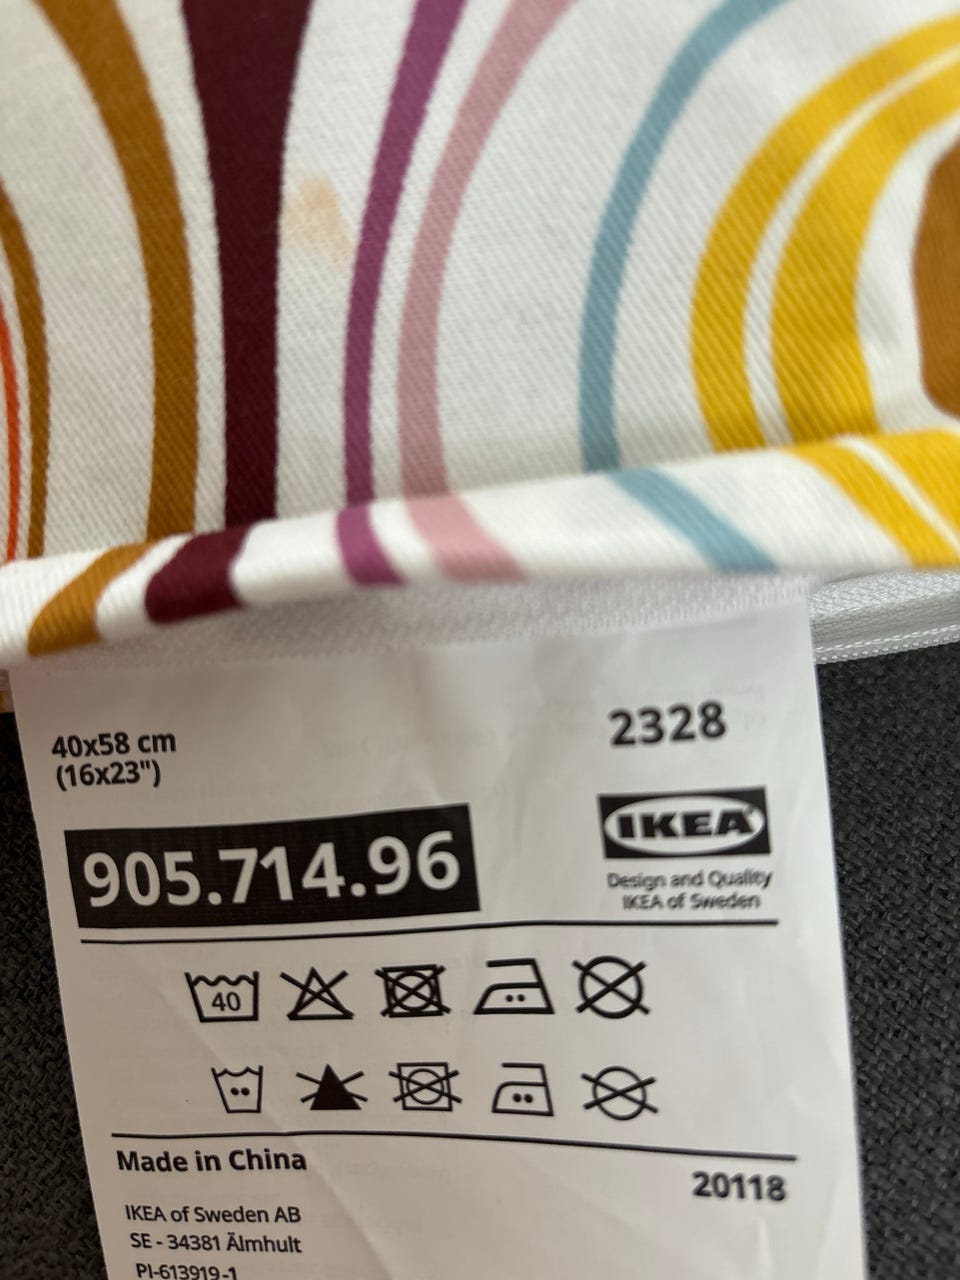 40x58 cm
(16x23")
2328
905.714.96
IKEA
Design and Quality
IKEA of Sweden
40
Made in China
20118
IKEA of Sweden AB
SE - 34381 Älmhult
PI-613919-1